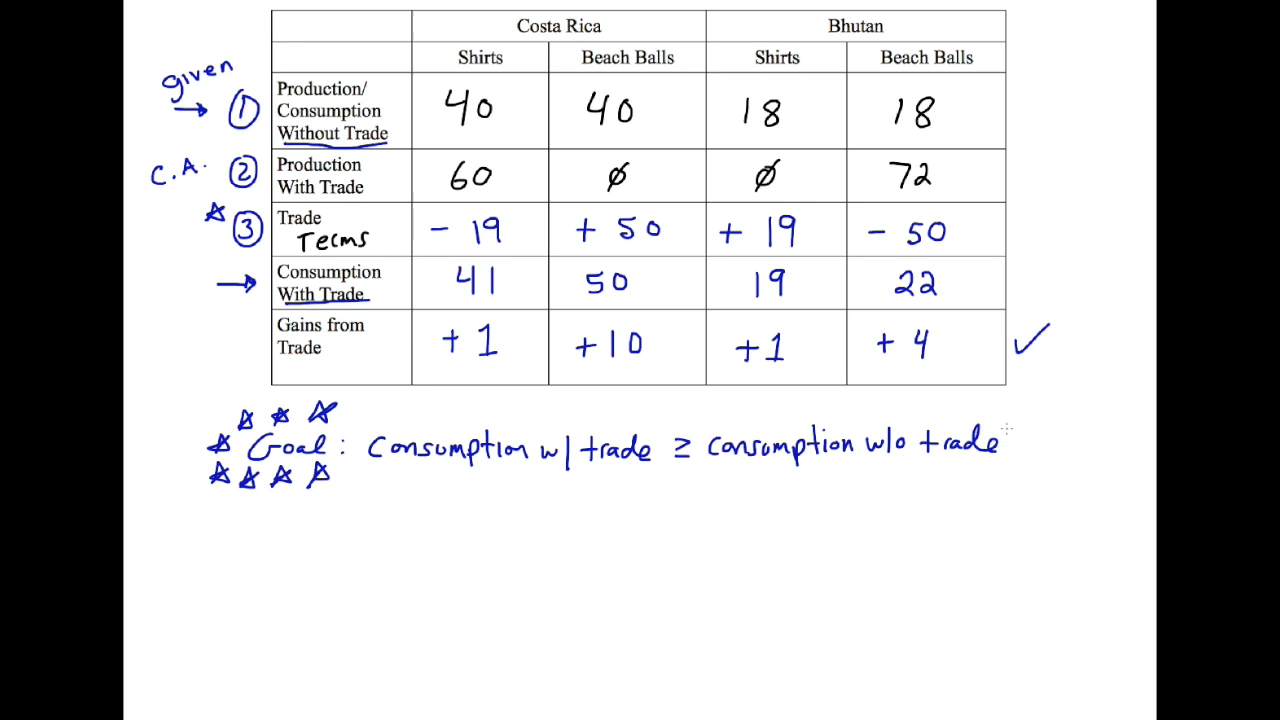 Costa Rica Bhutan
Shirts Beach Balls Shirts Beach Balls
given
→ ① Production/
Consumption
Without Trade 40 40 18 18
C.A. ② Production
With Trade 60 ∅ ∅ 72
③ Trade
Terms - 19 + 50 + 19 - 50
→ Consumption
With Trade 41 50 19 22
Gains from
Trade + 1 + 10 + 1 + 4 ✓
Goal: Consumption w/ trade ≥ consumption w/o trade